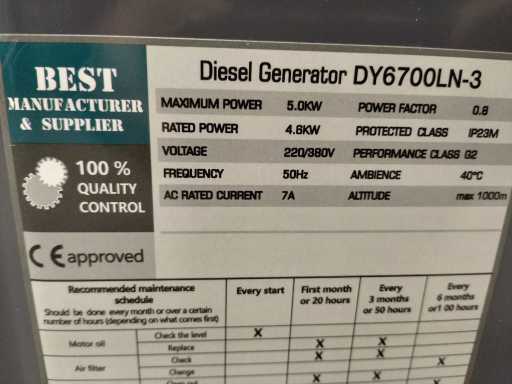 BEST
MANUFACTURER
& SUPPLIER
100 %
QUALITY
CONTROL
CE approved
Diesel Generator DY6700LN-3
MAXIMUM POWER 5.0KW POWER FACTOR 0.8
RATED POWER 4.6KW PROTECTED CLASS IP23M
VOLTAGE 220/380V PERFORMANCE CLASS G2
FREQUENCY 50Hz AMBIENCE 40°C
AC RATED CURRENT 7A ALTITUDE max 1000m
Recommended maintenance
schedule
Should be done every month or over a certain
number of hours (depending on what comes first)
Every start
First month
or 20 hours
Every
3 months
or 50 hours
Every
6 months
or1 00 hours
Motor oil
Check the level X
Replace X X
Air filter
Check X X
Change X
X X